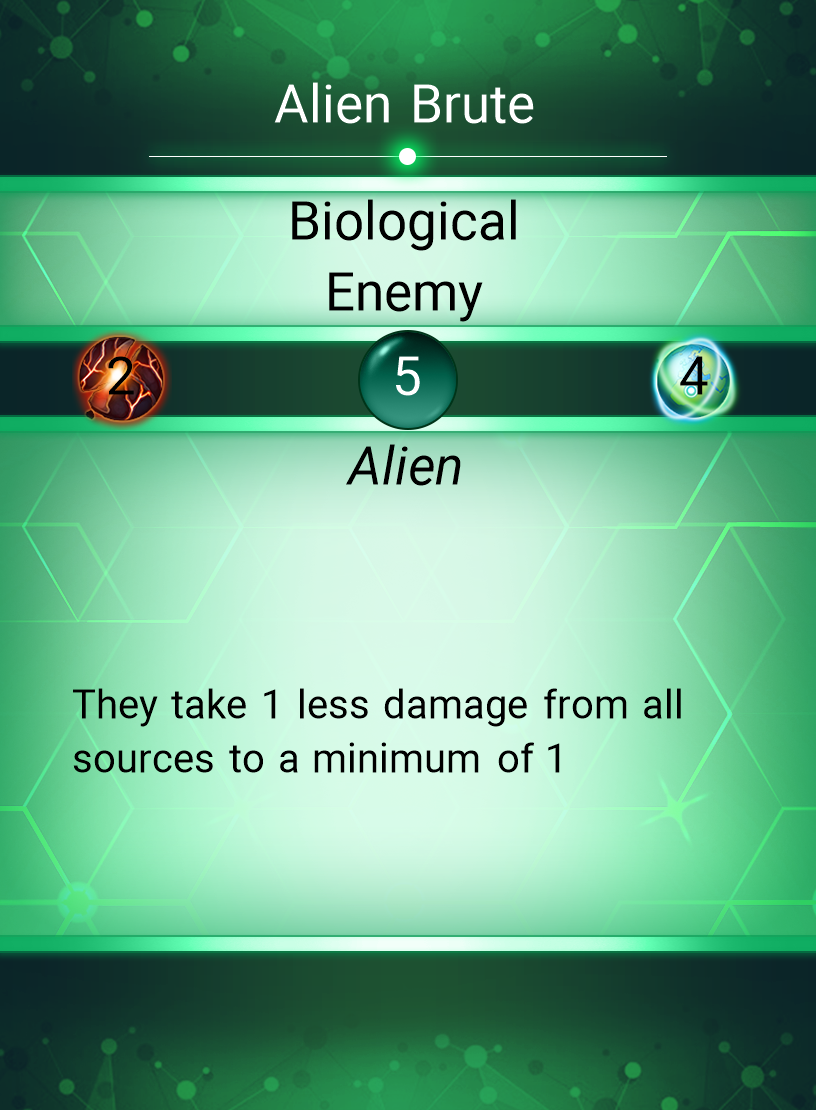 Alien Brute
Biological
Enemy
2 5 4
Alien
They take 1 less damage from all
sources to a minimum of 1